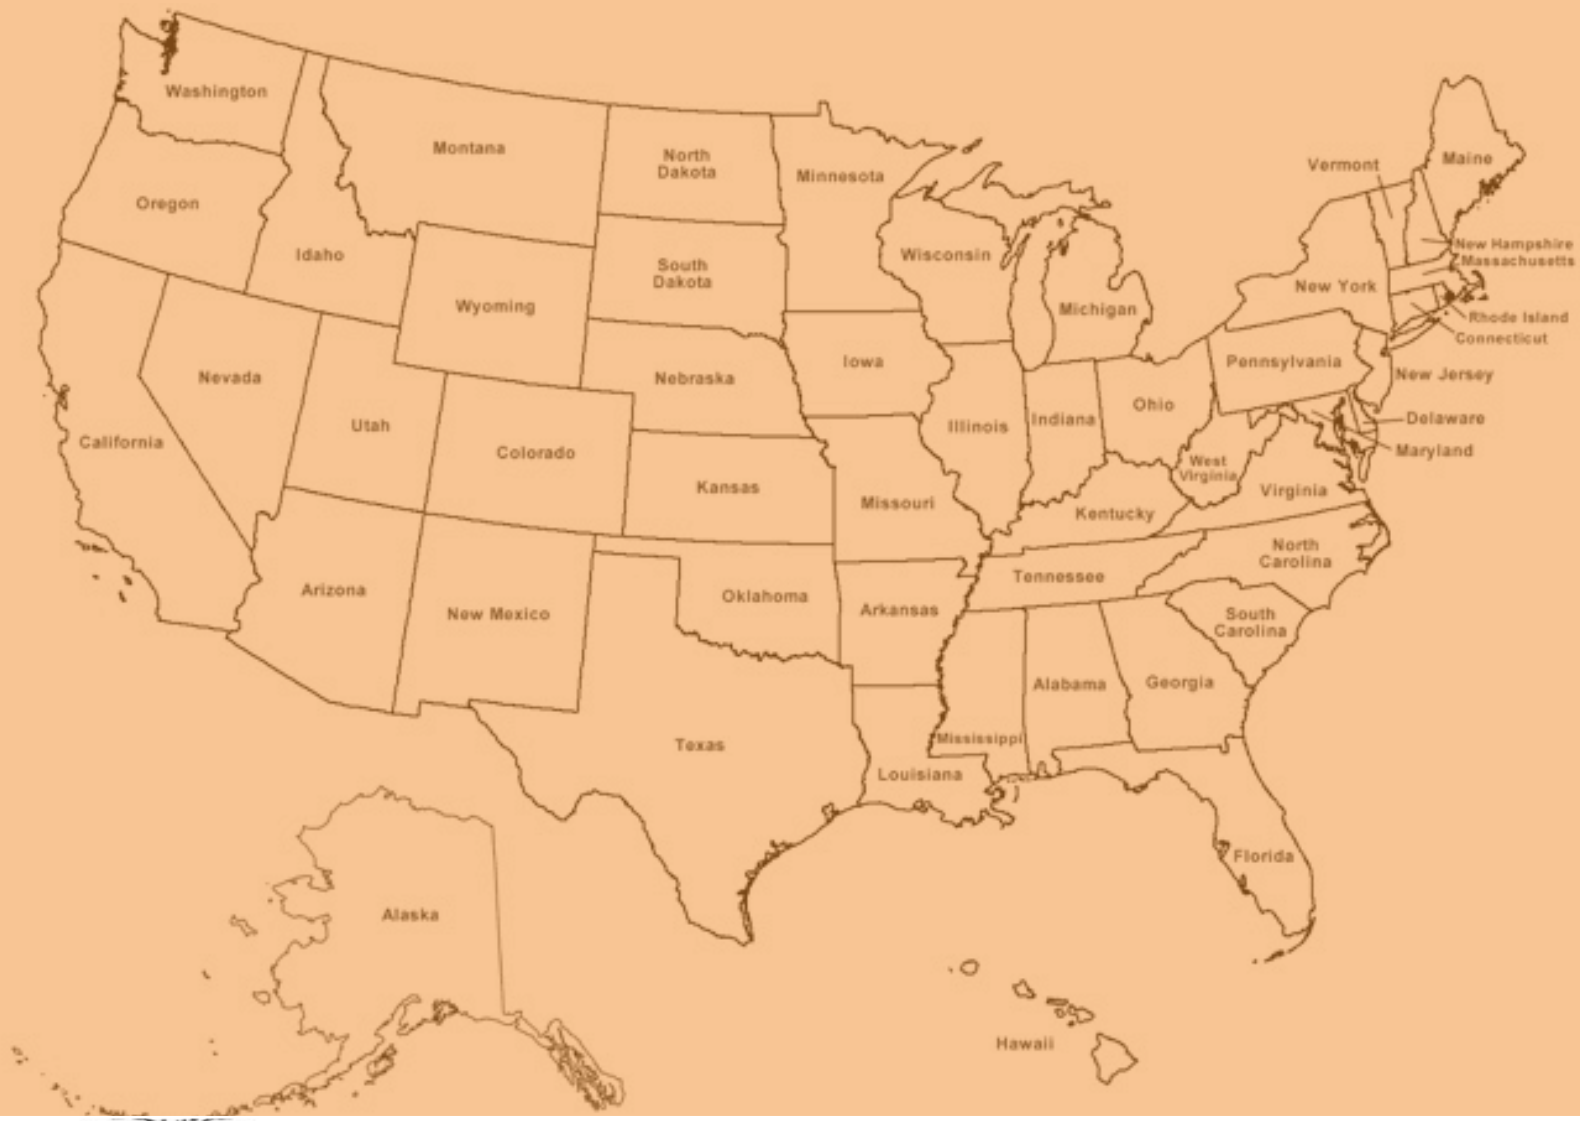 Washington
Montana
North
Dakota
Minnesota
Vermont
Maine
Oregon
Idaho
Wyoming
South
Dakota
Wisconsin
Michigan
New York
New Hampshire
Massachusetts
Rhode Island
Connecticut
Nevada
Utah
Nebraska
Iowa
Pennsylvania
New Jersey
California
Colorado
Kansas
Missouri
Illinois
Indiana
Ohio
Delaware
Maryland
West
Virginia
Virginia
Kentucky
Arizona
New Mexico
Oklahoma
Arkansas
Tennessee
North
Carolina
South
Carolina
Texas
Louisiana
Mississippi
Alabama
Georgia
Florida
Alaska
Hawaii